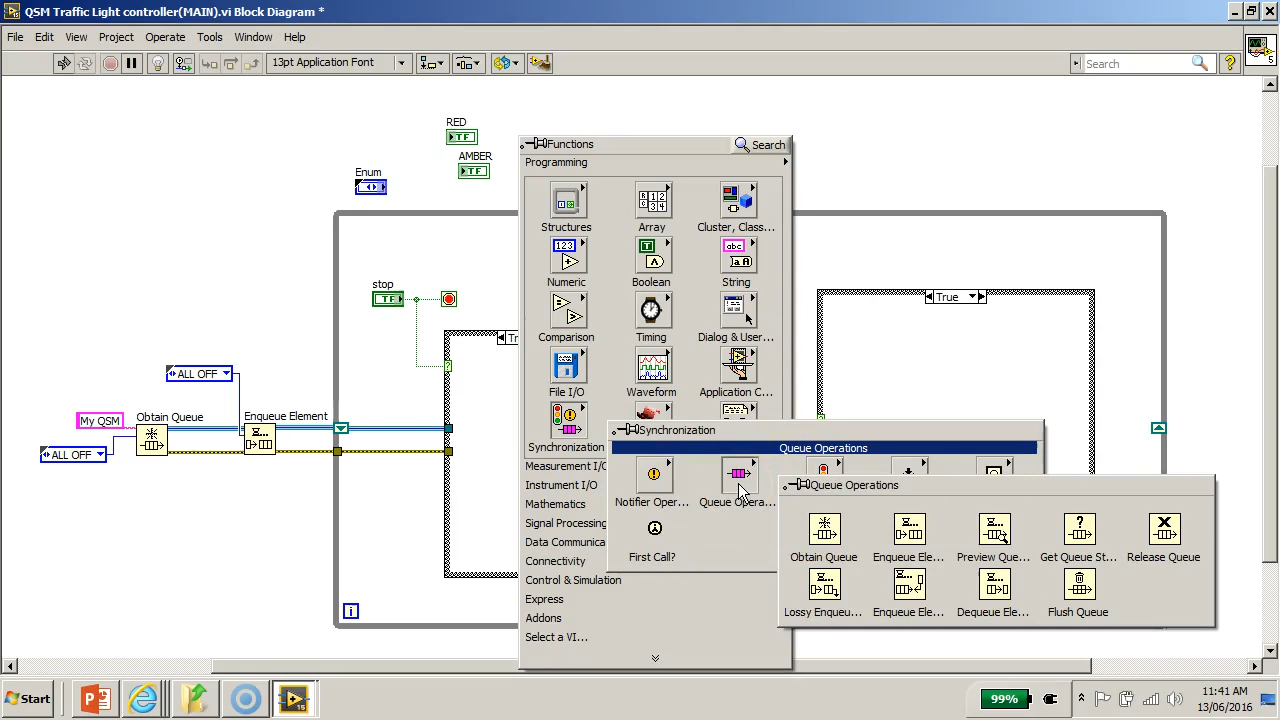 QSM Traffic Light controller(MAIN).vi Block Diagram *
File Edit View Project Operate Tools Window Help
13pt Application Font
Search
?
5
RED
TF
AMBER
TF
Enum
Functions
Search
Programming
Structures Array Cluster, Class...
Numeric Boolean String
Comparison Timing Dialog & User...
File I/O Waveform Application C...
Synchronization
Measurement I/O
Instrument I/O
Mathematics
Signal Processing
Data Communica
Connectivity
Control & Simulation
Express
Addons
Select a VI...
Synchronization
Queue Operations
Notifier Oper... Queue Opera...
First Call?
Queue Operations
Obtain Queue Enqueue Ele... Preview Que... Get Queue St... Release Queue
Lossy Enqueu... Enqueue Ele... Dequeue Ele... Flush Queue
stop
TF
Tr
True
ALL OFF
My QSM
Obtain Queue
Enqueue Element
ALL OFF
i
Start
99%
11:41 AM
13/06/2016